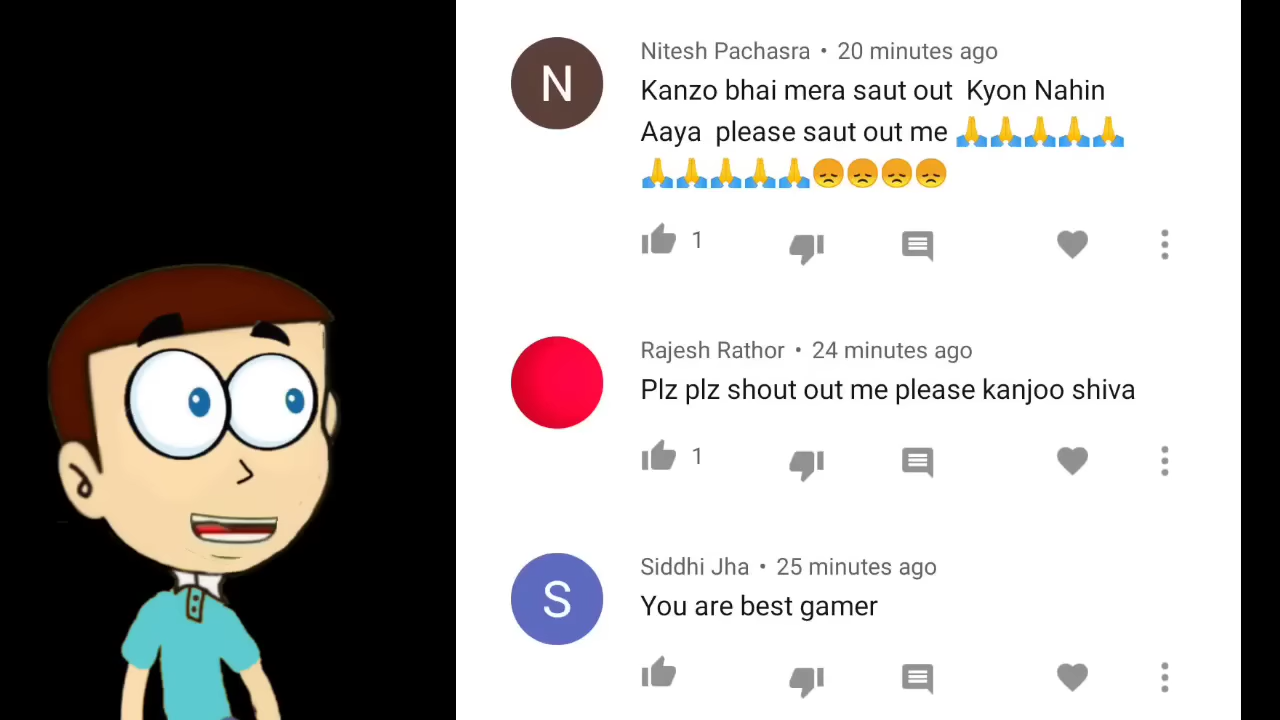 N
Nitesh Pachasra • 20 minutes ago
Kanzo bhai mera saut out  Kyon Nahin
Aaya  please saut out me 🙏🙏🙏🙏🙏
🙏🙏🙏🙏🙏😞😞😞😞
1
Rajesh Rathor • 24 minutes ago
Plz plz shout out me please kanjoo shiva
1
S
Siddhi Jha • 25 minutes ago
You are best gamer